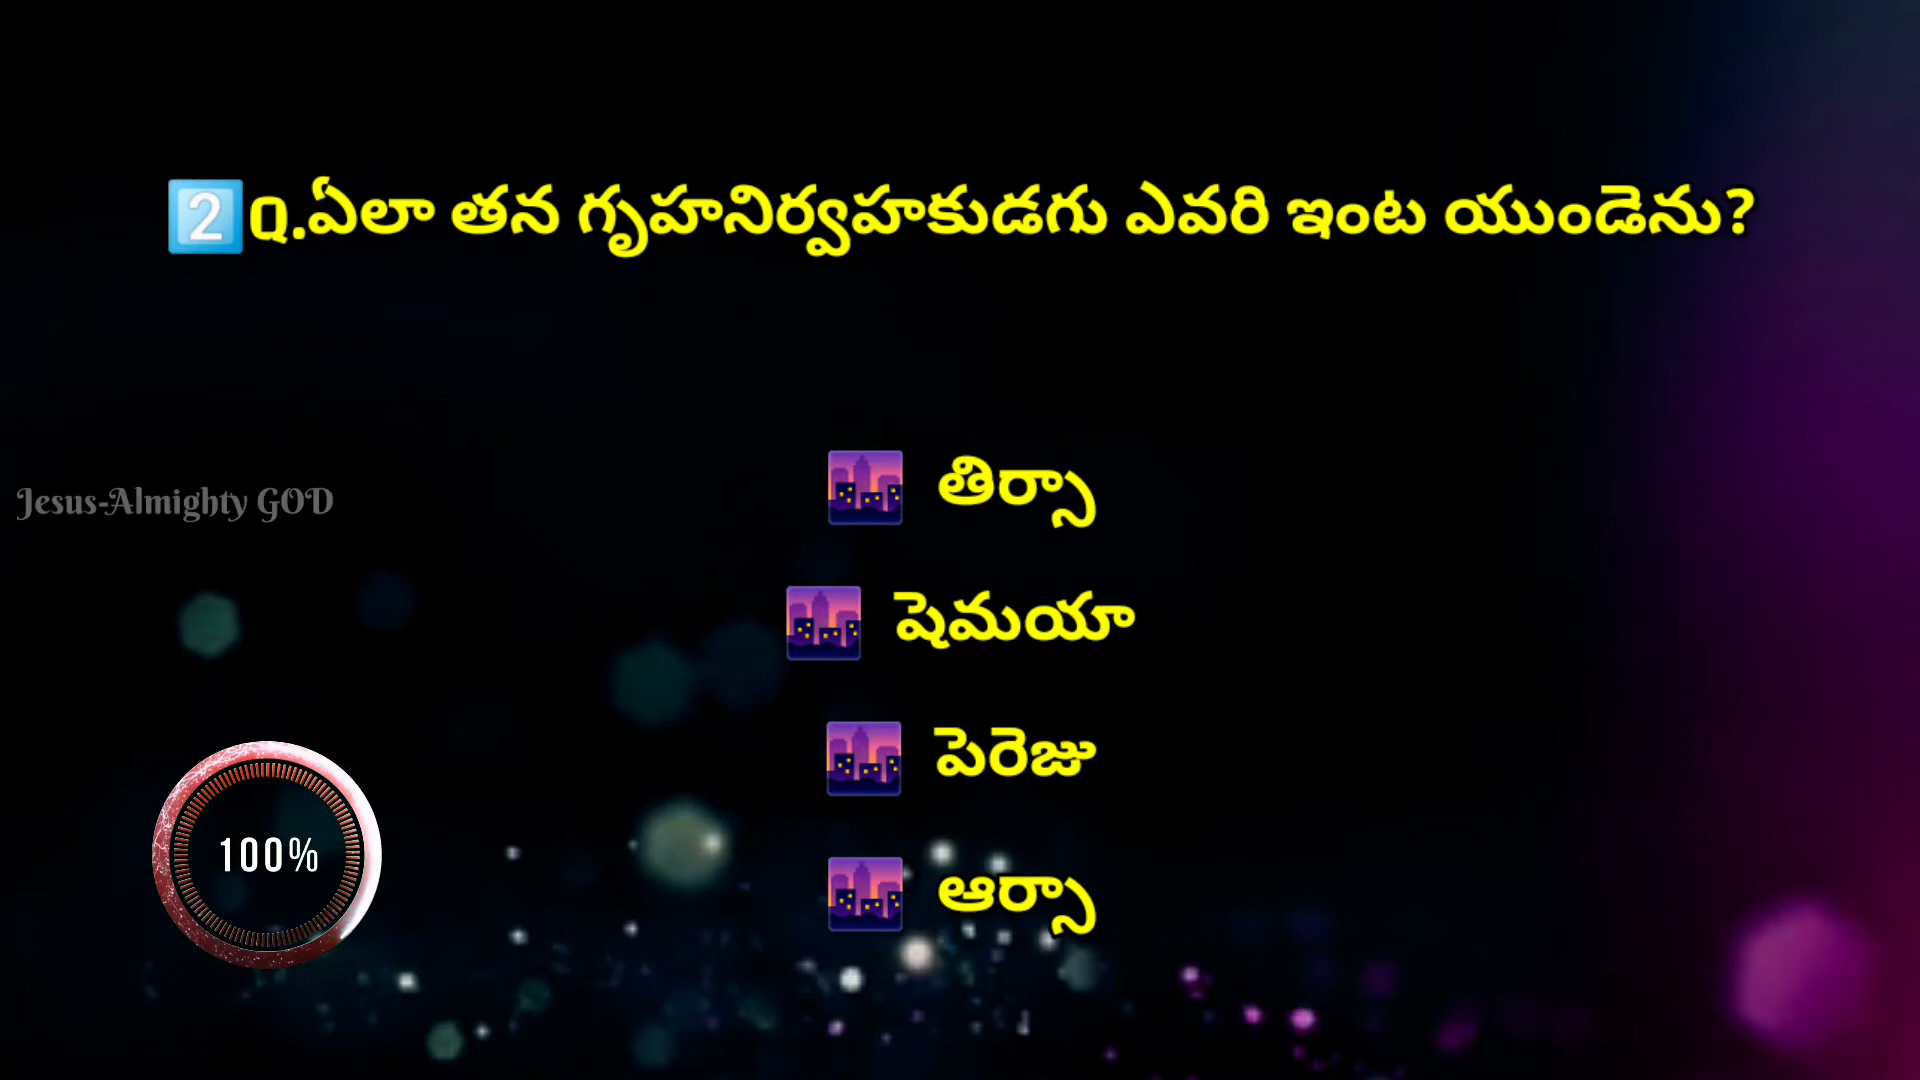 2️⃣Q.ఏలా తన గృహనిర్వహకుడగు ఎవరి ఇంట యుండెను?
తిర్సా
Jesus-Almighty GOD
షెమయా
పెరెజు
100%
ఆర్సా